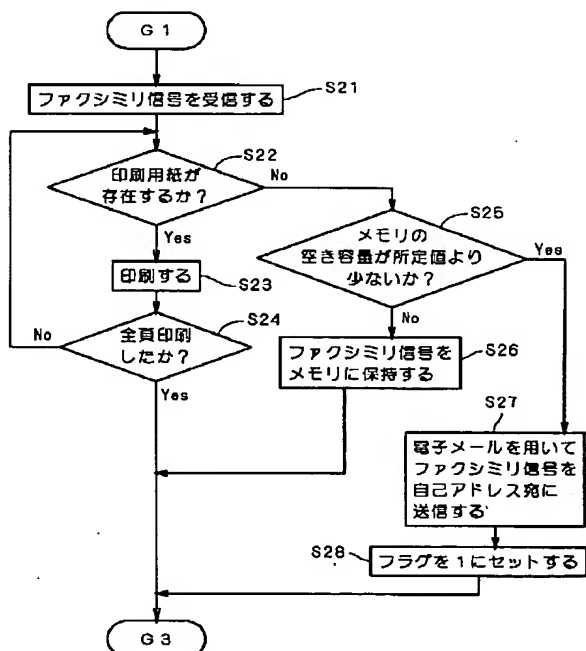 G1
ファクシミリ信号を受信する
S21
印刷用紙が
存在するか？
S22
No
Yes
印刷する
S23
全頁印刷
したか？
S24
No
Yes
メモリの
空き容量が所定値より
少ないか？
S25
Yes
No
ファクシミリ信号を
メモリに保持する
S26
S27
電子メールを用いて
ファクシミリ信号を
自己アドレス宛に
送信する
S28
フラグを1にセットする
G3